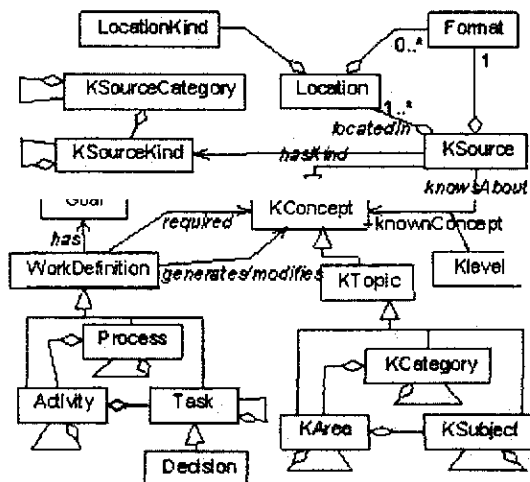 LocationKind
Format
0..*
1
KSourceCategory
Location
1..*
locatedIn
KSourceKind
hasKind
KSource
knowsAbout
Goal
required
KConcept
+knownConcept
has
WorkDefinition
generates/modifies
KTopic
Klevel
Process
KCategory
Activity
Task
KArea
KSubject
Decision